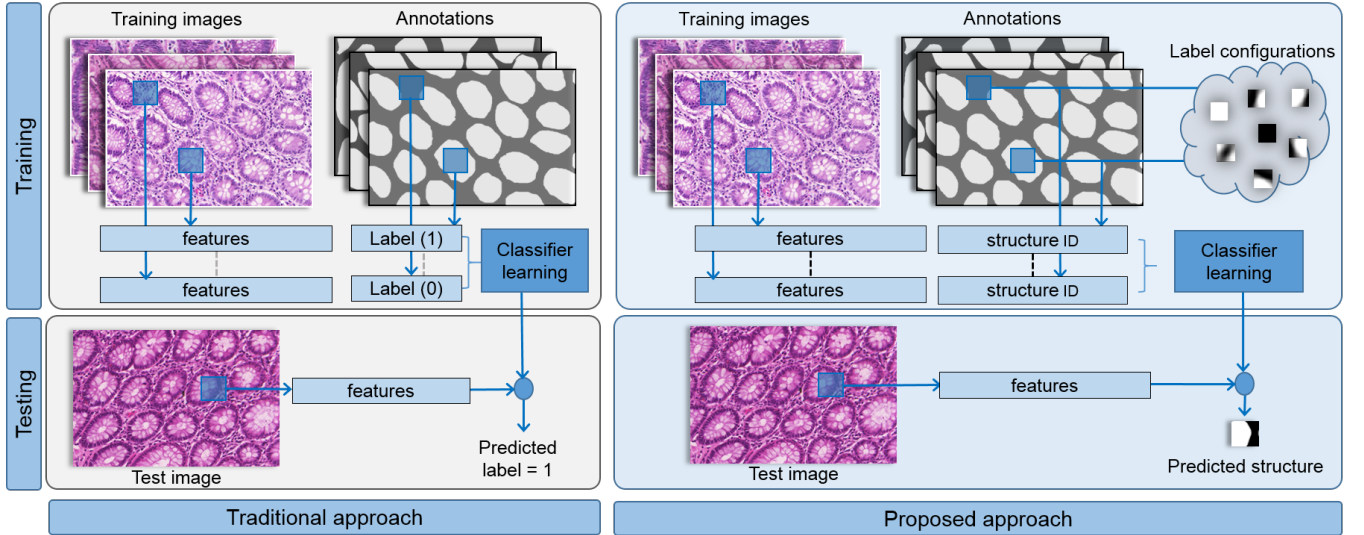 Training
Training images
Annotations
features
features
Label (1)
Label (0)
Classifier
learning
Training images
Annotations
Label configurations
features
features
structure ID
structure ID
Classifier
learning
Testing
Test image
features
Predicted
label = 1
Test image
features
Predicted structure
Traditional approach
Proposed approach